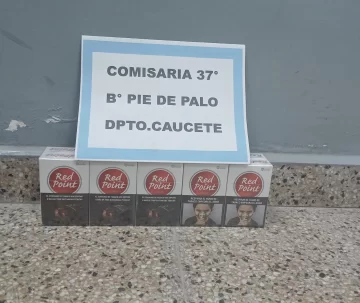 COMISARIA 37°
B° PIE DE PALO
DPTO.CAUCETE
Red Point
Red Point
Red Point
Red Point
Red Point